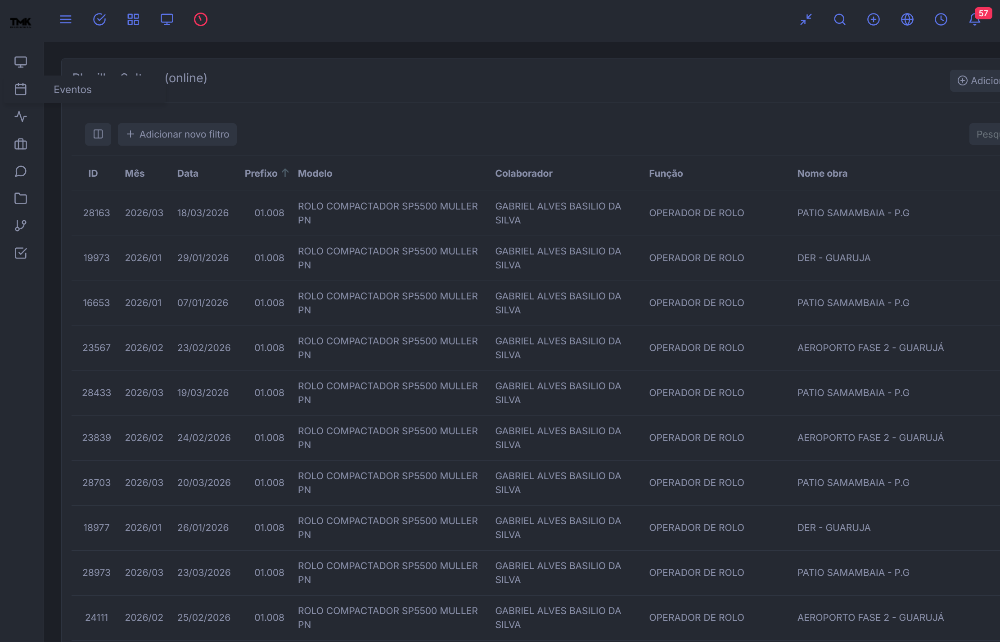 TMK
57
(online)
Adicio
Eventos
Adicionar novo filtro
Pesq
ID Mês Data Prefixo Modelo Colaborador Função Nome obra
28163 2026/03 18/03/2026 01.008 ROLO COMPACTADOR SP5500 MULLER PN GABRIEL ALVES BASILIO DA SILVA OPERADOR DE ROLO PATIO SAMAMBAIA - P.G
19973 2026/01 29/01/2026 01.008 ROLO COMPACTADOR SP5500 MULLER PN GABRIEL ALVES BASILIO DA SILVA OPERADOR DE ROLO DER - GUARUJA
16653 2026/01 07/01/2026 01.008 ROLO COMPACTADOR SP5500 MULLER PN GABRIEL ALVES BASILIO DA SILVA OPERADOR DE ROLO PATIO SAMAMBAIA - P.G
23567 2026/02 23/02/2026 01.008 ROLO COMPACTADOR SP5500 MULLER PN GABRIEL ALVES BASILIO DA SILVA OPERADOR DE ROLO AEROPORTO FASE 2 - GUARUJÁ
28433 2026/03 19/03/2026 01.008 ROLO COMPACTADOR SP5500 MULLER PN GABRIEL ALVES BASILIO DA SILVA OPERADOR DE ROLO PATIO SAMAMBAIA - P.G
23839 2026/02 24/02/2026 01.008 ROLO COMPACTADOR SP5500 MULLER PN GABRIEL ALVES BASILIO DA SILVA OPERADOR DE ROLO AEROPORTO FASE 2 - GUARUJÁ
28703 2026/03 20/03/2026 01.008 ROLO COMPACTADOR SP5500 MULLER PN GABRIEL ALVES BASILIO DA SILVA OPERADOR DE ROLO PATIO SAMAMBAIA - P.G
18977 2026/01 26/01/2026 01.008 ROLO COMPACTADOR SP5500 MULLER PN GABRIEL ALVES BASILIO DA SILVA OPERADOR DE ROLO DER - GUARUJA
28973 2026/03 23/03/2026 01.008 ROLO COMPACTADOR SP5500 MULLER PN GABRIEL ALVES BASILIO DA SILVA OPERADOR DE ROLO PATIO SAMAMBAIA - P.G
24111 2026/02 25/02/2026 01.008 ROLO COMPACTADOR SP5500 MULLER PN GABRIEL ALVES BASILIO DA SILVA OPERADOR DE ROLO AEROPORTO FASE 2 - GUARUJÁ